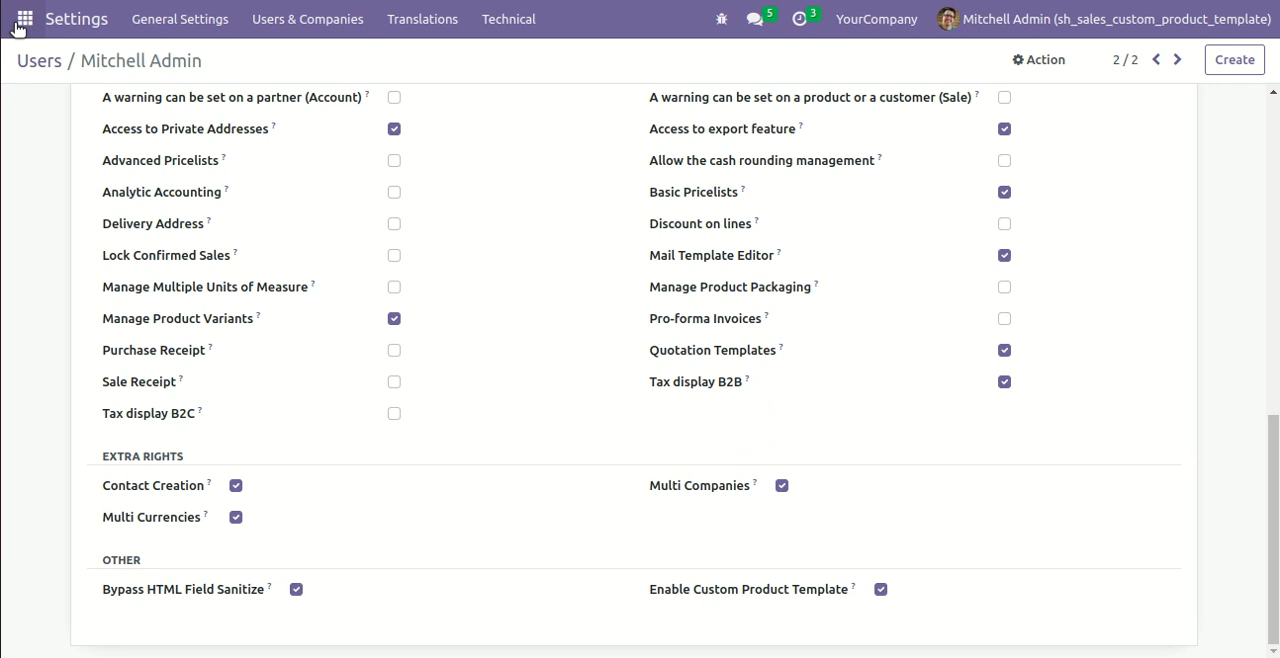 Settings General Settings Users & Companies Translations Technical 5 3 YourCompany Mitchell Admin (sh_sales_custom_product_template)
Users / Mitchell Admin Action 2 / 2 Create
A warning can be set on a partner (Account) ? A warning can be set on a product or a customer (Sale) ?
Access to Private Addresses ? Access to export feature ?
Advanced Pricelists ? Allow the cash rounding management ?
Analytic Accounting ? Basic Pricelists ?
Delivery Address ? Discount on lines ?
Lock Confirmed Sales ? Mail Template Editor ?
Manage Multiple Units of Measure ? Manage Product Packaging ?
Manage Product Variants ? Pro-forma Invoices ?
Purchase Receipt ? Quotation Templates ?
Sale Receipt ? Tax display B2B ?
Tax display B2C ?
EXTRA RIGHTS
Contact Creation ? Multi Companies ?
Multi Currencies ?
OTHER
Bypass HTML Field Sanitize ? Enable Custom Product Template ?